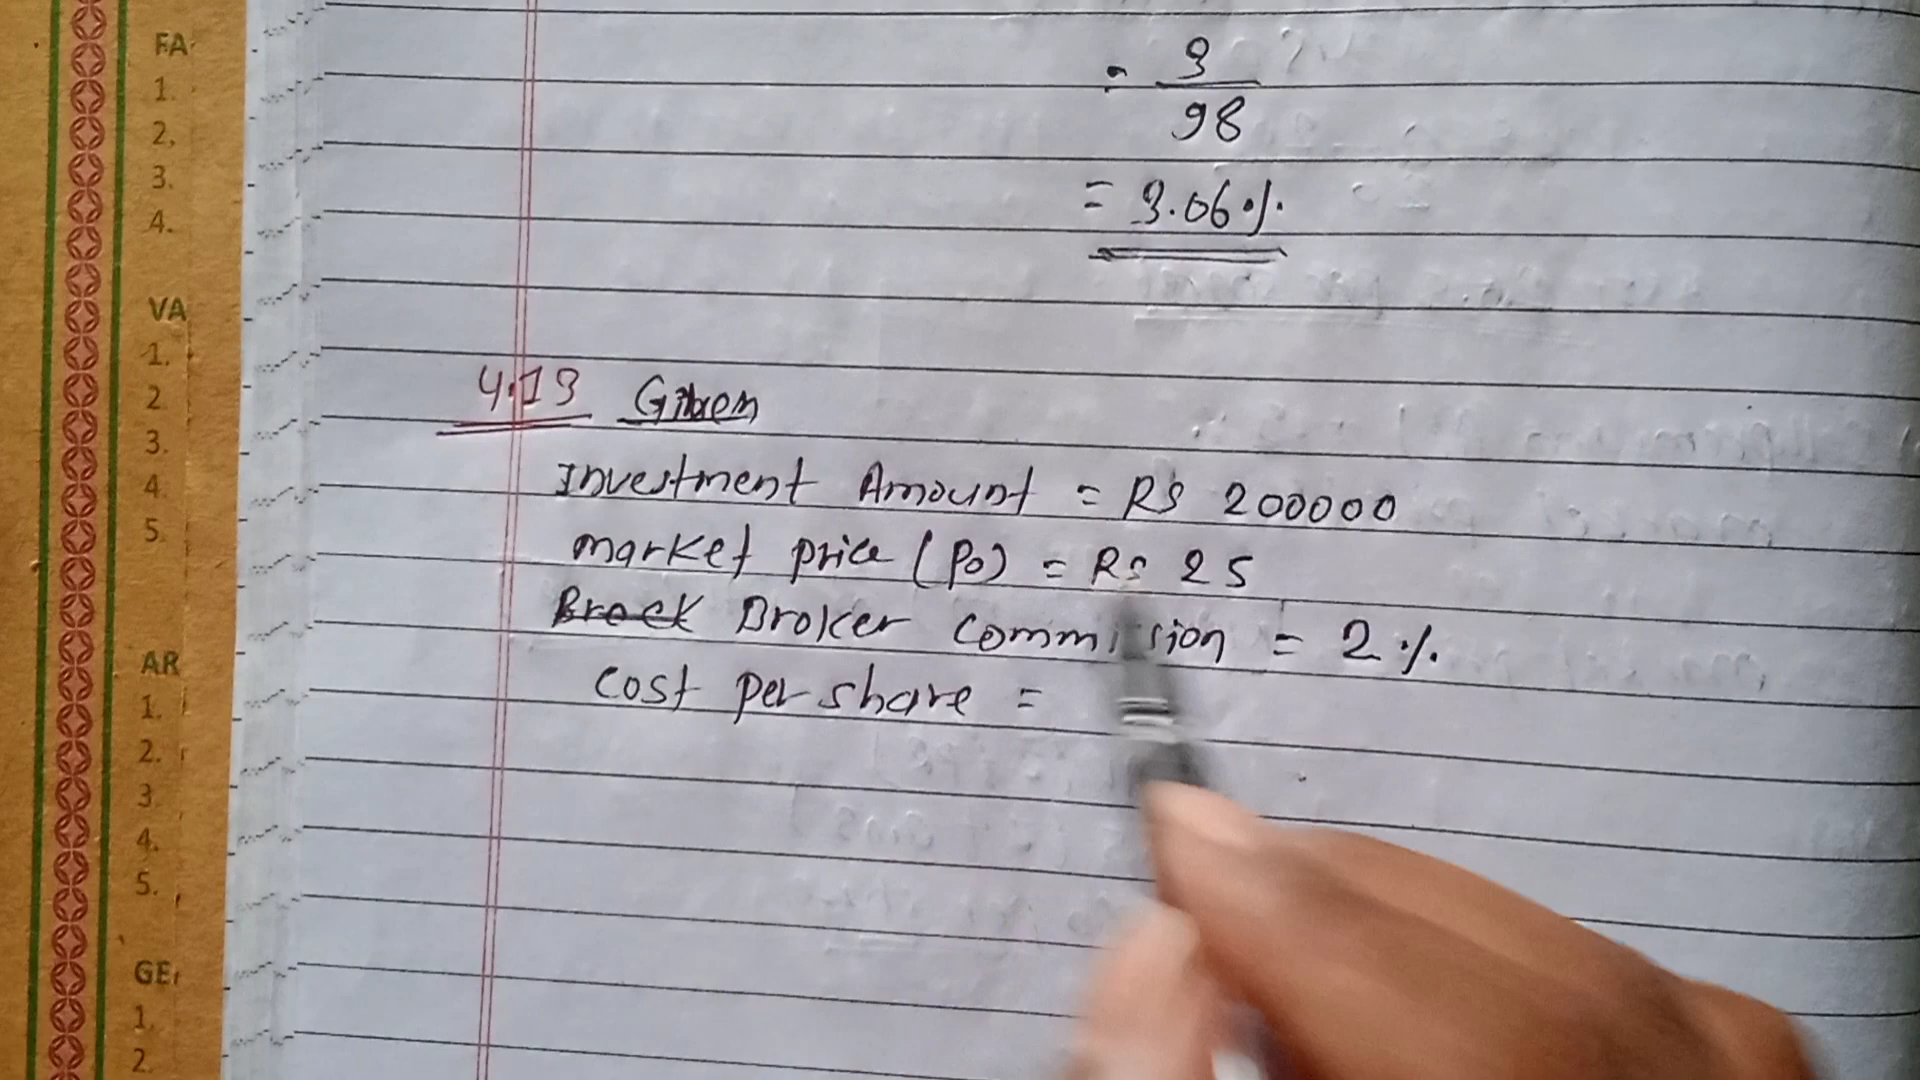 FA
1.
2.
3.
4.
VA
1.
2
3.
4.
5.
AR
1.
2.
3
4.
5.
GE
1.
2.
= 3
98
= 3.06%
4.13 Given
Investment Amount = RS 200000
market price (P0) = Rs 25
Broek Broker Commission = 2%
cost per share =